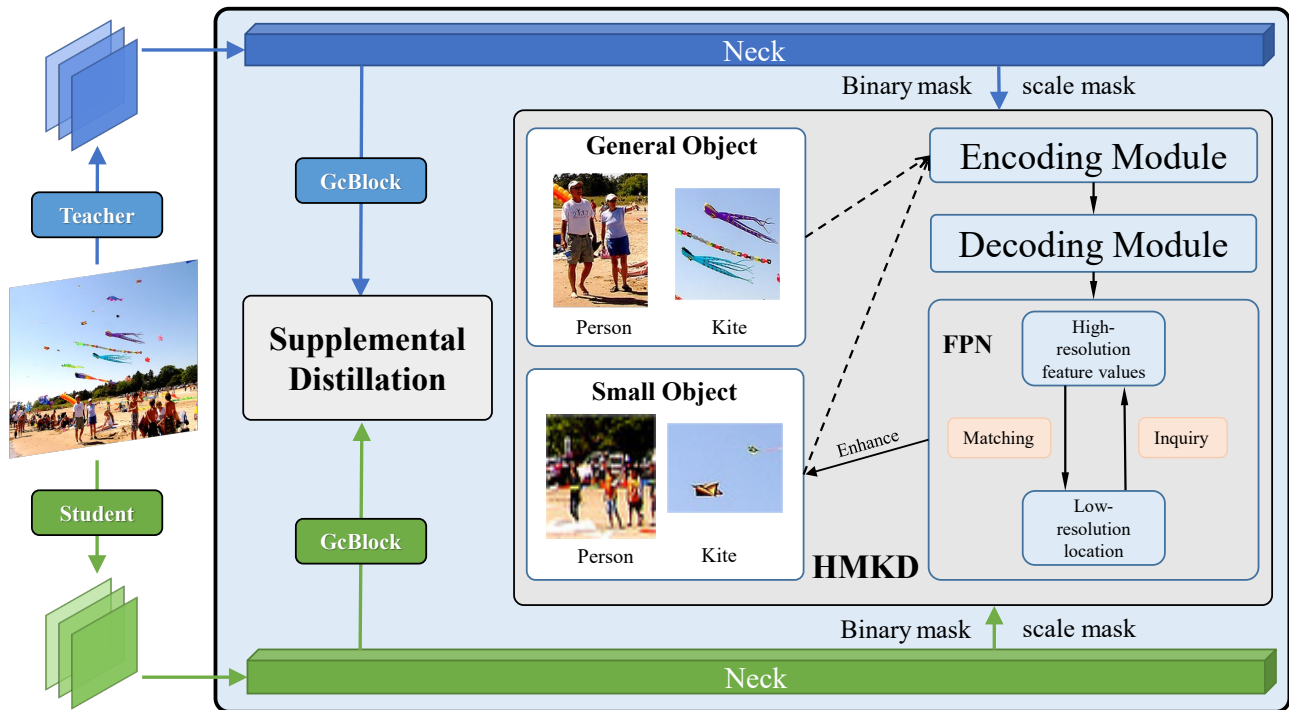 Neck
Binary mask
scale mask
General Object
Person
Kite
Encoding Module
Decoding Module
GcBlock
Teacher
Supplemental
Distillation
FPN
High-
resolution
feature values
Matching
Inquiry
Low-
resolution
location
Small Object
Person
Kite
Enhance
HMKD
Student
GcBlock
Binary mask
scale mask
Neck